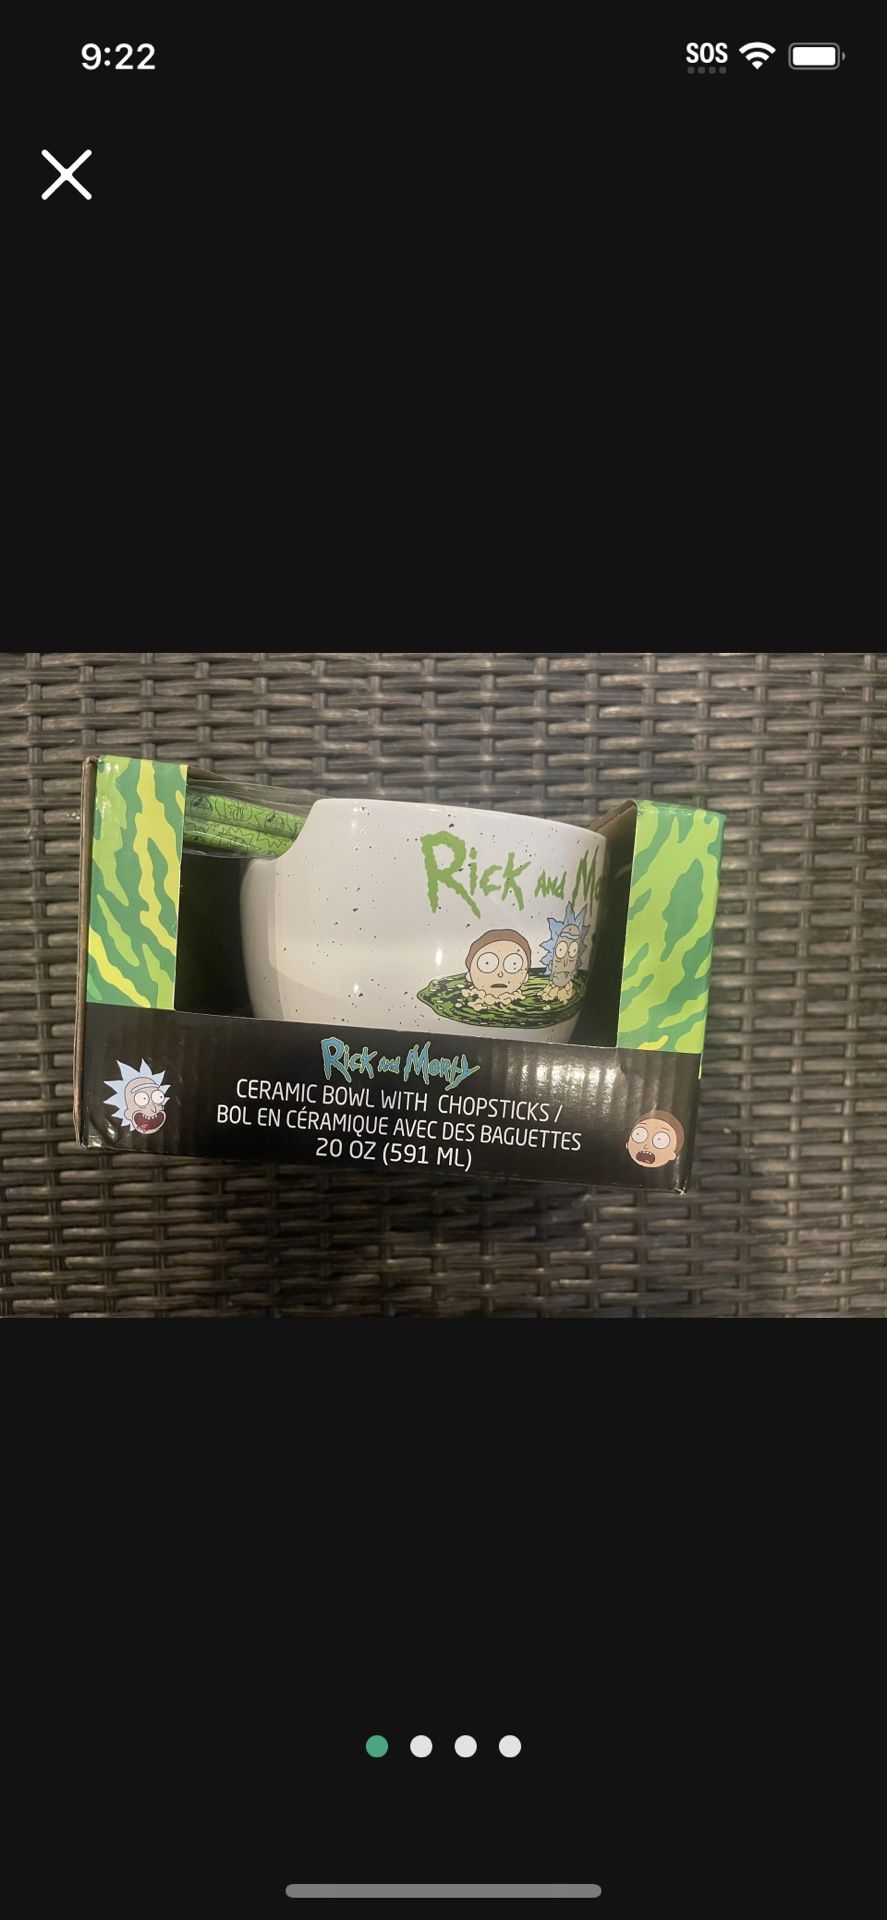 9:22
SOS
Rick and
Rick and Morty
CERAMIC BOWL WITH CHOPSTICKS /
BOL EN CÉRAMIQUE AVEC DES BAGUETTES
20 OZ (591 ML)